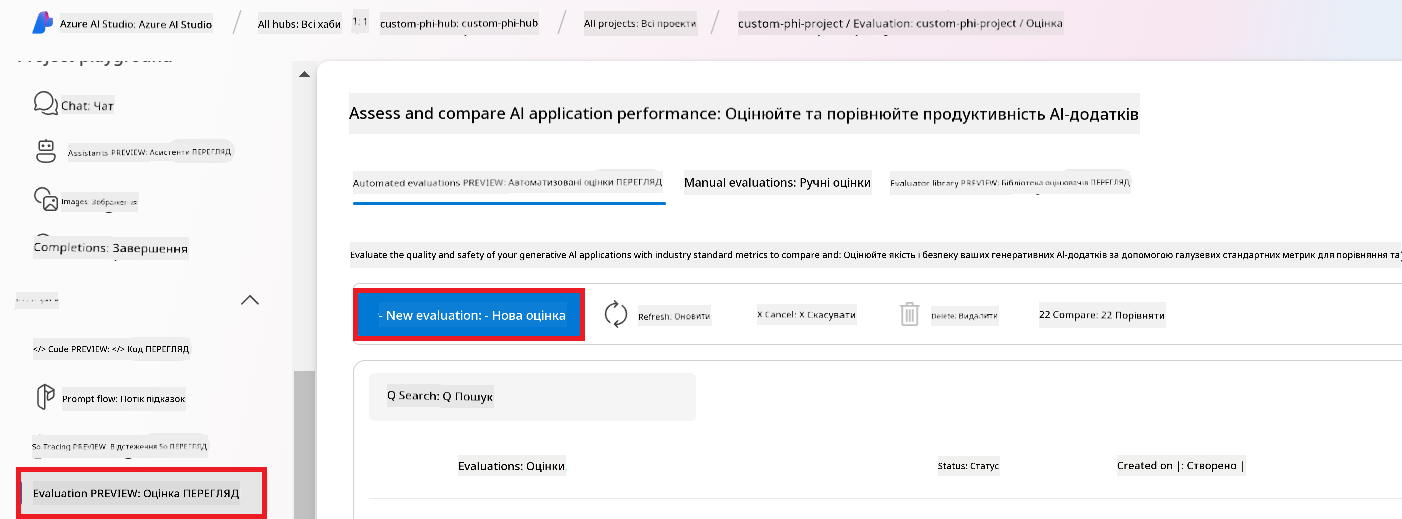 Azure AI Studio: Azure AI Studio / All hubs: Всі хаби 1: 1 custom-phi-hub: custom-phi-hub / All projects: Всі проекти / custom-phi-project / Evaluation: custom-phi-project / Оцінка
Project playground
Chat: Чат
Assistants PREVIEW: Асистенти ПЕРЕГЛЯД
Images: Зображення
Completions: Завершення
</> Code PREVIEW: </> Код ПЕРЕГЛЯД
Prompt flow: Потік підказок
So Tracing PREVIEW: Відстеження So ПЕРЕГЛЯД
Evaluation PREVIEW: Оцінка ПЕРЕГЛЯД
Assess and compare AI application performance: Оцінюйте та порівнюйте продуктивність AI-додатків
Automated evaluations PREVIEW: Автоматизовані оцінки ПЕРЕГЛЯД Manual evaluations: Ручні оцінки Evaluator library PREVIEW: Бібліотека оцінювачів ПЕРЕГЛЯД
Evaluate the quality and safety of your generative AI applications with industry standard metrics to compare and: Оцінюйте якість і безпеку ваших генеративних AI-додатків за допомогою галузевих стандартних метрик для порівняння та
- New evaluation: - Нова оцінка Refresh: Оновити X Cancel: X Скасувати Delete: Видалити 22 Compare: 22 Порівняти
Q Search: Q Пошук
Evaluations: Оцінки Status: Статус Created on |: Створено |